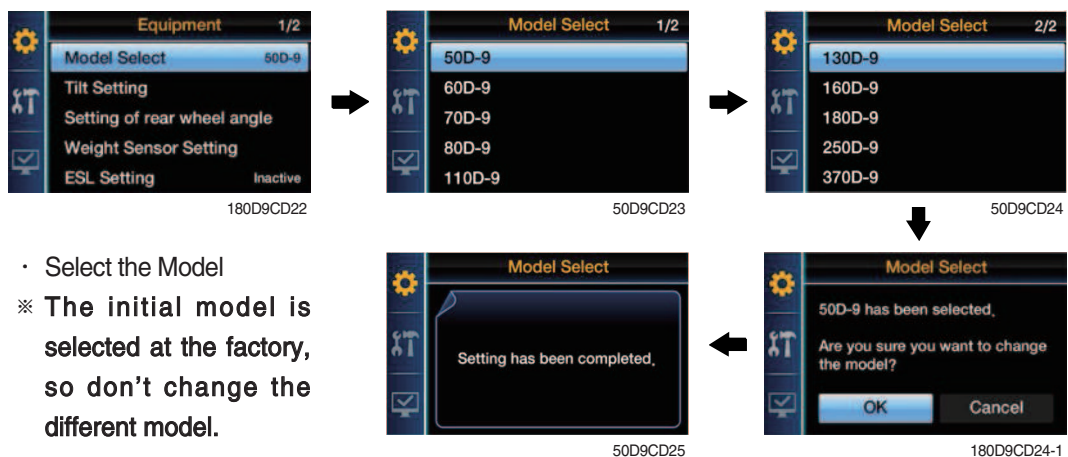 Equipment 1/2
Model Select 50D-9
Tilt Setting
Setting of rear wheel angle
Weight Sensor Setting
ESL Setting Inactive
180D9CD22
Model Select 1/2
50D-9
60D-9
70D-9
80D-9
110D-9
50D9CD23
Model Select 2/2
130D-9
160D-9
180D-9
250D-9
370D-9
50D9CD24
Model Select
50D-9 has been selected.
Are you sure you want to change
the model?
OK Cancel
180D9CD24-1
Model Select
Setting has been completed.
50D9CD25
· Select the Model
※ The initial model is
selected at the factory,
so don't change the
different model.